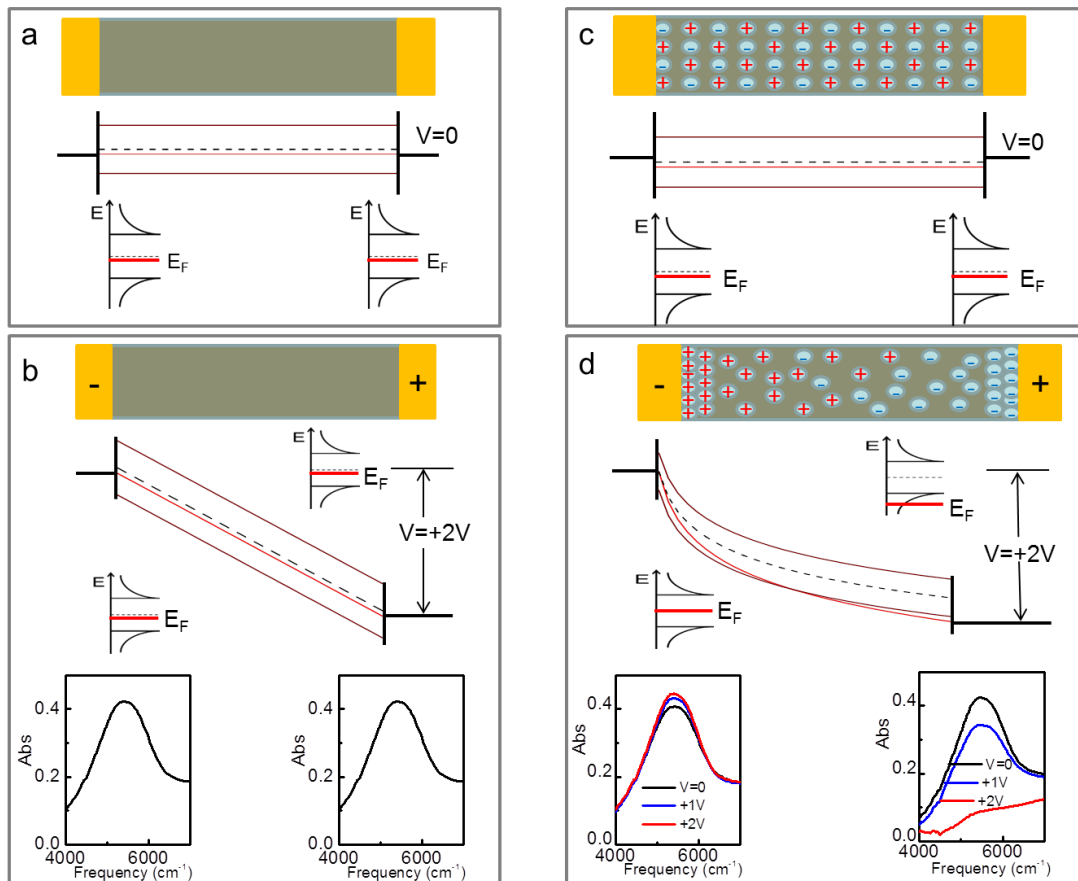 a
V=0
E
E_F
E
E_F
b
-
+
E
E_F
V=+2V
E
E_F
0.4
0.2
0.0
Abs
4000
6000
Frequency (cm⁻¹)
0.4
0.2
0.0
Abs
4000
6000
Frequency (cm⁻¹)
c
- + - + - + - + - + -
+ - + - + - + - + - +
- + - + - + - + - + -
+ - + - + - + - + - +
V=0
E
E_F
E
E_F
d
-
+
E
E_F
V=+2V
E
E_F
0.4
0.2
0.0
Abs
V=0
+1V
+2V
4000
6000
Frequency (cm⁻¹)
0.4
0.2
0.0
Abs
V=0
+1V
+2V
4000
6000
Frequency (cm⁻¹)